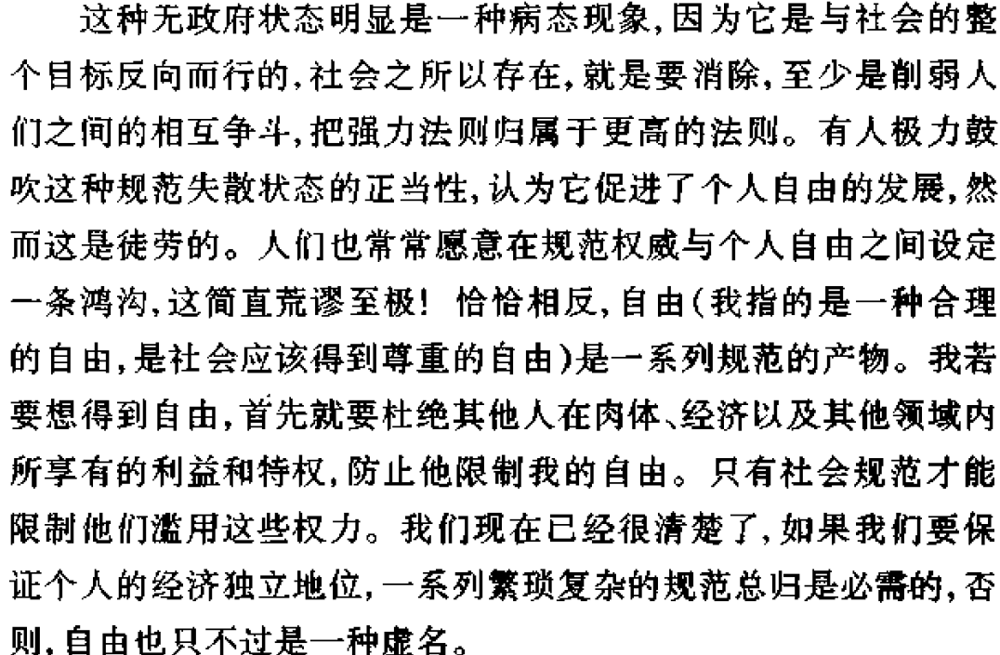 这种无政府状态明显是一种病态现象,因为它是与社会的整
个目标反向而行的,社会之所以存在,就是要消除,至少是削弱人
们之间的相互争斗,把强力法则归属于更高的法则。有人极力鼓
吹这种规范失散状态的正当性,认为它促进了个人自由的发展,然
而这是徒劳的。人们也常常愿意在规范权威与个人自由之间设定
一条鸿沟,这简直荒谬至极!恰恰相反,自由(我指的是一种合理
的自由,是社会应该得到尊重的自由)是一系列规范的产物。我若
要想得到自由,首先就要杜绝其他人在肉体、经济以及其他领域内
所享有的利益和特权,防止他限制我的自由。只有社会规范才能
限制他们滥用这些权力。我们现在已经很清楚了,如果我们要保
证个人的经济独立地位,一系列繁琐复杂的规范总归是必需的,否
则,自由也只不过是一种虚名。